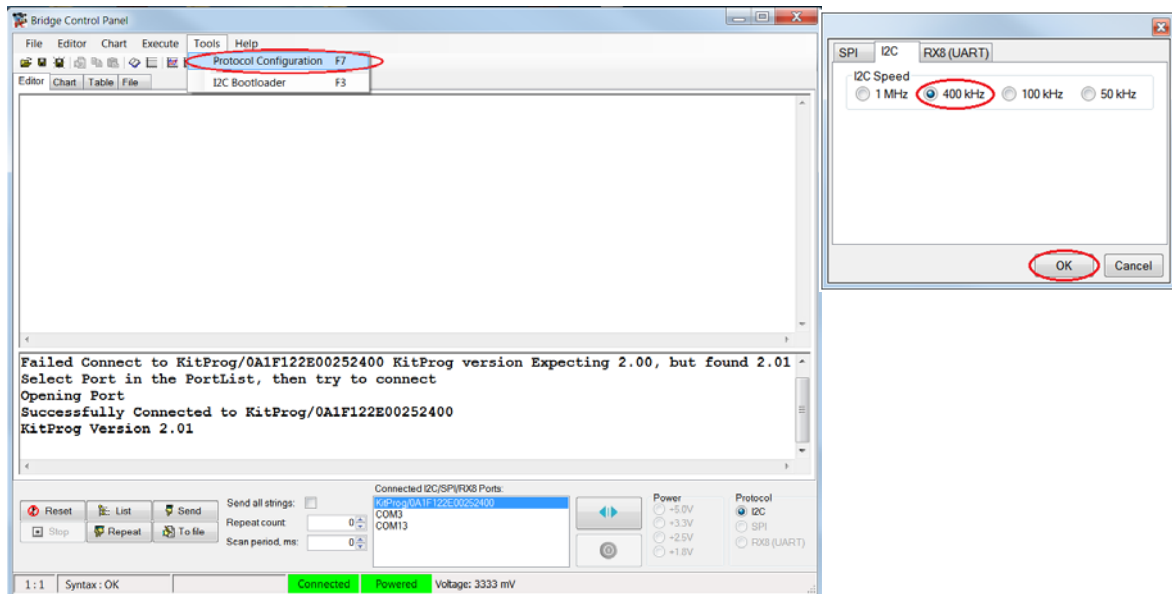 Bridge Control Panel
File Editor Chart Execute Tools Help
Protocol Configuration F7
I2C Bootloader F3
Editor Chart Table File
Failed Connect to KitProg/0A1F122E00252400 KitProg version Expecting 2.00, but found 2.01
Select Port in the PortList, then try to connect
Opening Port
Successfully Connected to KitProg/0A1F122E00252400
KitProg Version 2.01
Connected I2C/SPI/RX8 Ports:
KitProg/0A1F122E00252400
COM3
COM13
Reset List Send
Stop Repeat To file
Send all strings:
Repeat count: 0
Scan period, ms: 0
Power
+5.0V
+3.3V
+2.5V
+1.8V
Protocol
I2C
SPI
RX8 (UART)
1:1 Syntax : OK Connected Powered Voltage: 3333 mV
SPI I2C RX8 (UART)
I2C Speed
1 MHz 400 kHz 100 kHz 50 kHz
OK Cancel